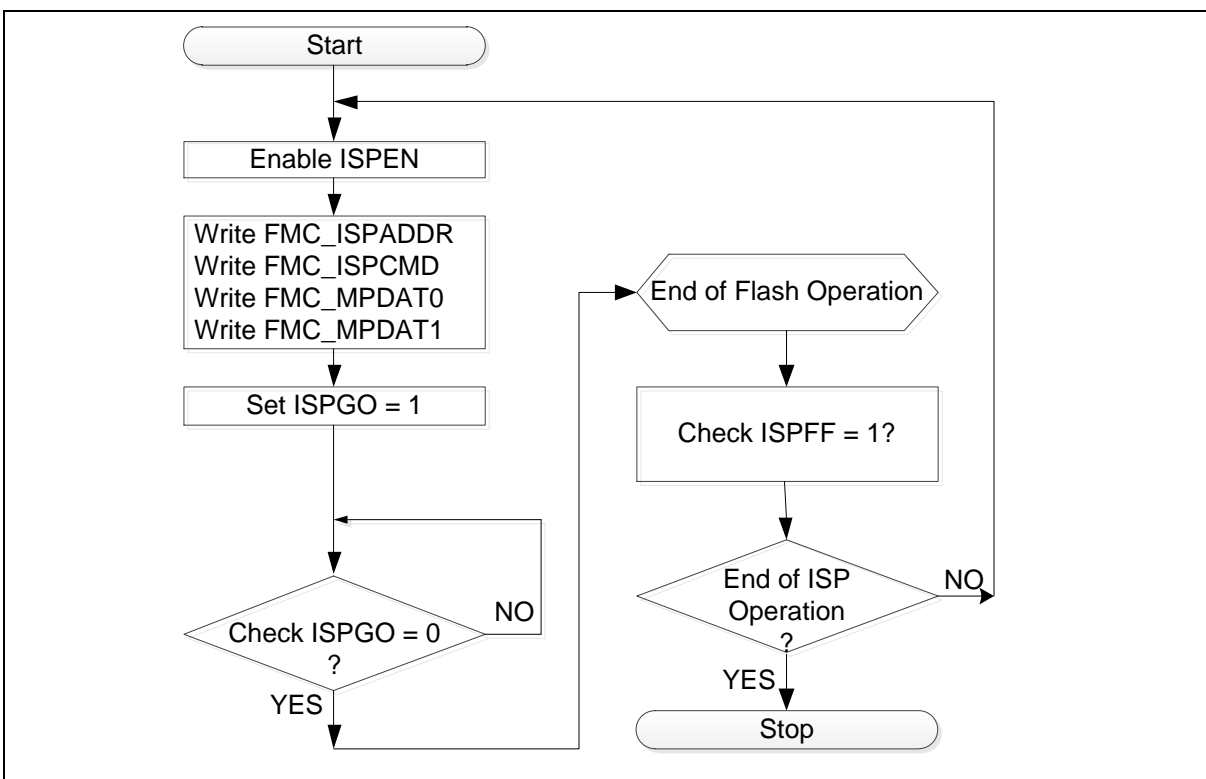 Start
Enable ISPEN
Write FMC_ISPADDR
Write FMC_ISPCMD
Write FMC_MPDAT0
Write FMC_MPDAT1
Set ISPGO = 1
Check ISPGO = 0
?
NO
YES
End of Flash Operation
Check ISPFF = 1?
End of ISP
Operation
?
NO
YES
Stop